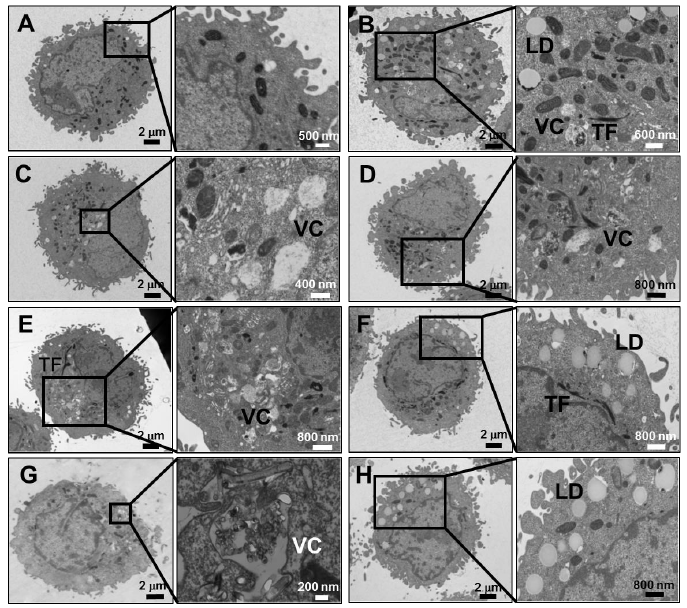 A
2 µm
500 nm
B
LD
VC
TF
2 µm
600 nm
C
2 µm
VC
400 nm
D
2 µm
VC
800 nm
E
TF
2 µm
VC
800 nm
F
2 µm
LD
TF
800 nm
G
2 µm
VC
200 nm
H
2 µm
LD
800 nm